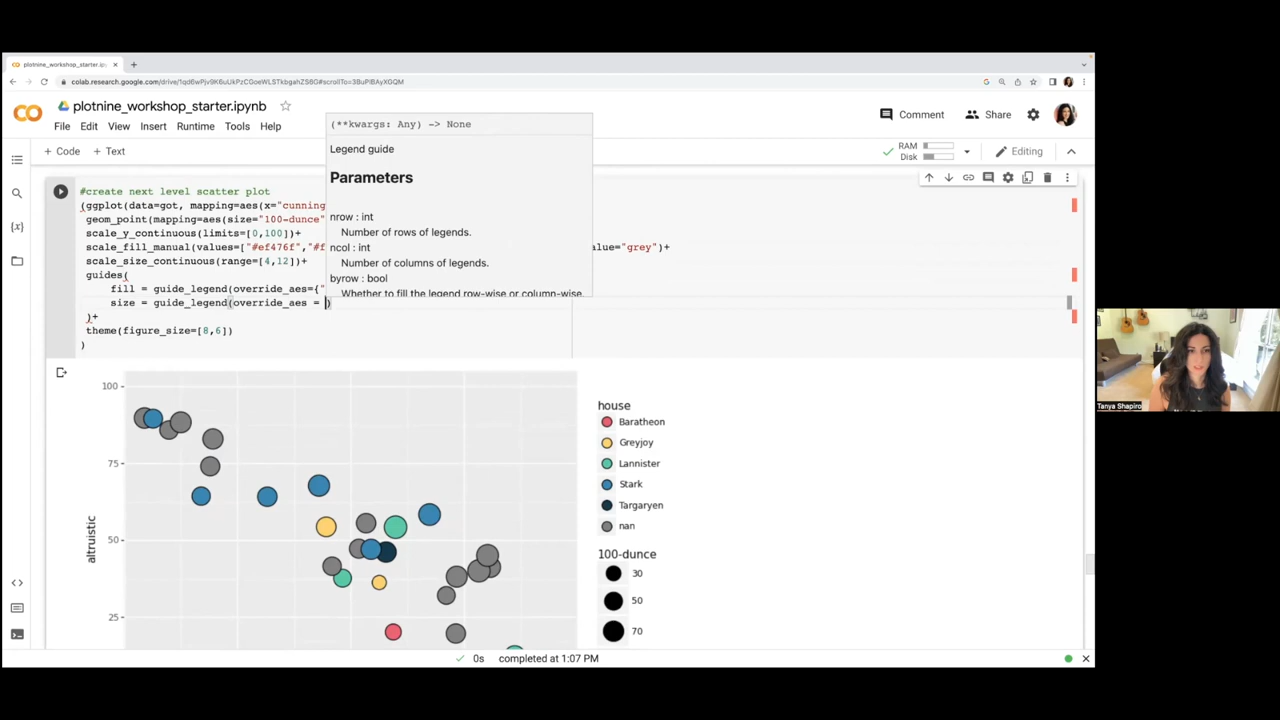 plotnine_workshop_starter.ipynb
colab.research.google.com/drive/
plotnine_workshop_starter.ipynb
File Edit View Insert Runtime Tools Help
Comment
Share
+ Code + Text
RAM
Disk
Editing
(**kwargs: Any) -> None
Legend guide
Parameters
nrow : int
Number of rows of legends.
ncol : int
Number of columns of legends.
byrow : bool
Whether to fill the legend row-wise or column-wise.
#create next level scatter plot
(ggplot(data=got, mapping=aes(x="cunning
geom_point(mapping=aes(size="100-dunce"
scale_y_continuous(limits=[0,100])+
scale_fill_manual(values=["#ef476f","#f alue="grey")+
scale_size_continuous(range=[4,12])+
guides(
fill = guide_legend(override_aes={"
size = guide_legend(override_aes = )
)+
theme(figure_size=[8,6])
)
100
75
50
25
altruistic
house
Baratheon
Greyjoy
Lannister
Stark
Targaryen
nan
100-dunce
30
50
70
0s completed at 1:07 PM
Tanya Shapiro